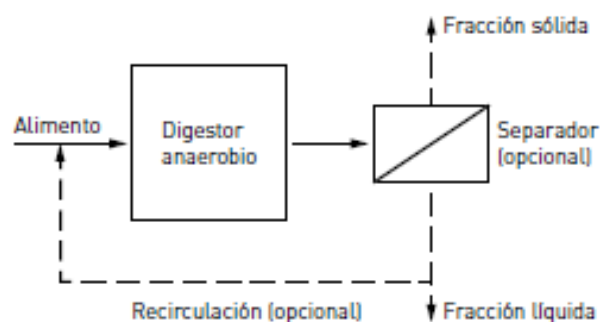 Fracción sólida
Alimento
Digestor
anaerobio
Separador
(opcional)
Recirculación (opcional)
Fracción líquida